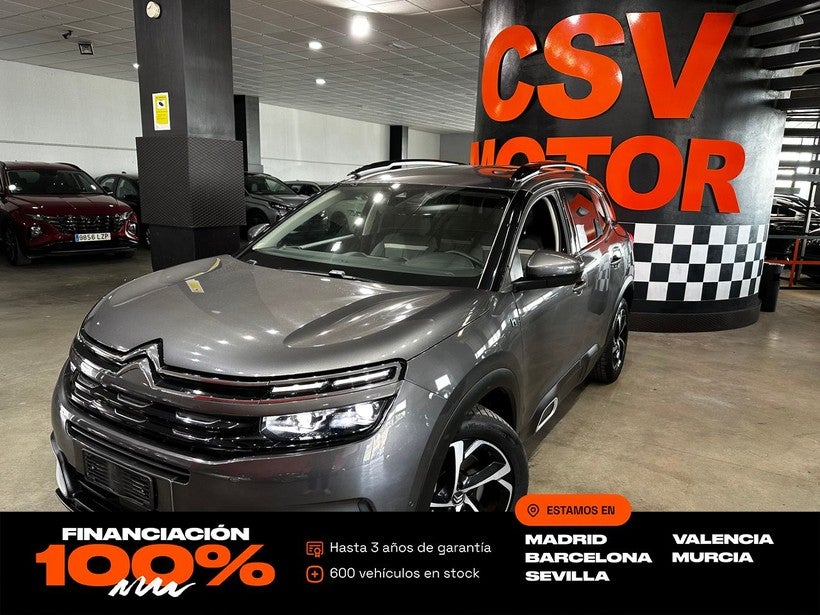 CSV
MOTOR
9856 LZP
FINANCIACIÓN
100%
Hasta 3 años de garantía
600 vehículos en stock
ESTAMOS EN
MADRID
BARCELONA
SEVILLA
VALENCIA
MURCIA